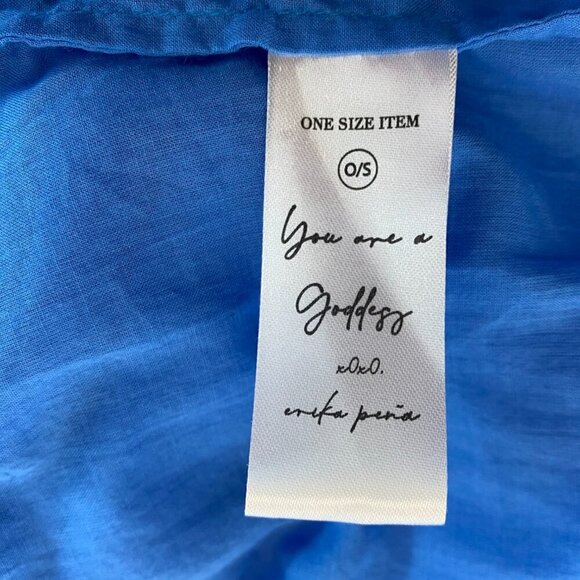 ONE SIZE ITEM
O/S
You are a
Goddess
xOxO.
erika peña